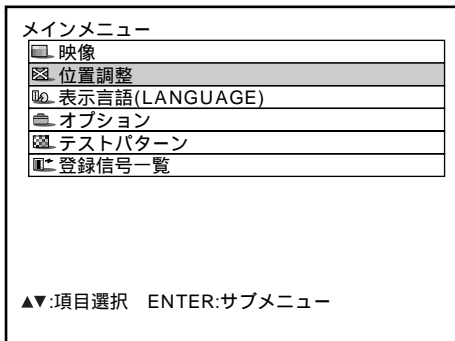 メインメニュー
映像
位置調整
表示言語(LANGUAGE)
オプション
テストパターン
登録信号一覧
▲▼:項目選択　ENTER:サブメニュー